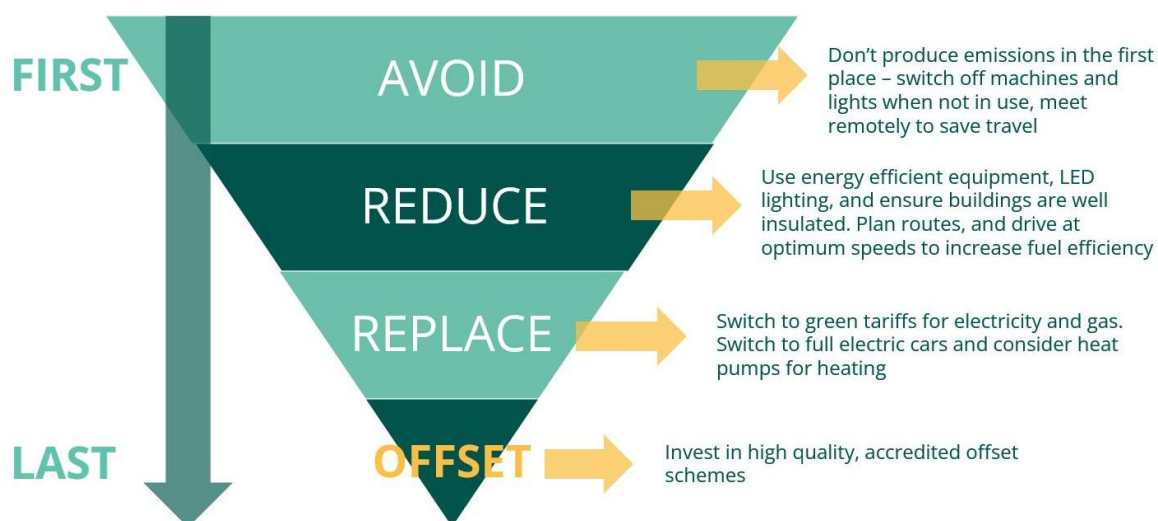 FIRST
AVOID
Don’t produce emissions in the first
place – switch off machines and
lights when not in use, meet
remotely to save travel
REDUCE
Use energy efficient equipment, LED
lighting, and ensure buildings are well
insulated. Plan routes, and drive at
optimum speeds to increase fuel efficiency
REPLACE
Switch to green tariffs for electricity and gas.
Switch to full electric cars and consider heat
pumps for heating
LAST
OFFSET
Invest in high quality, accredited offset
schemes